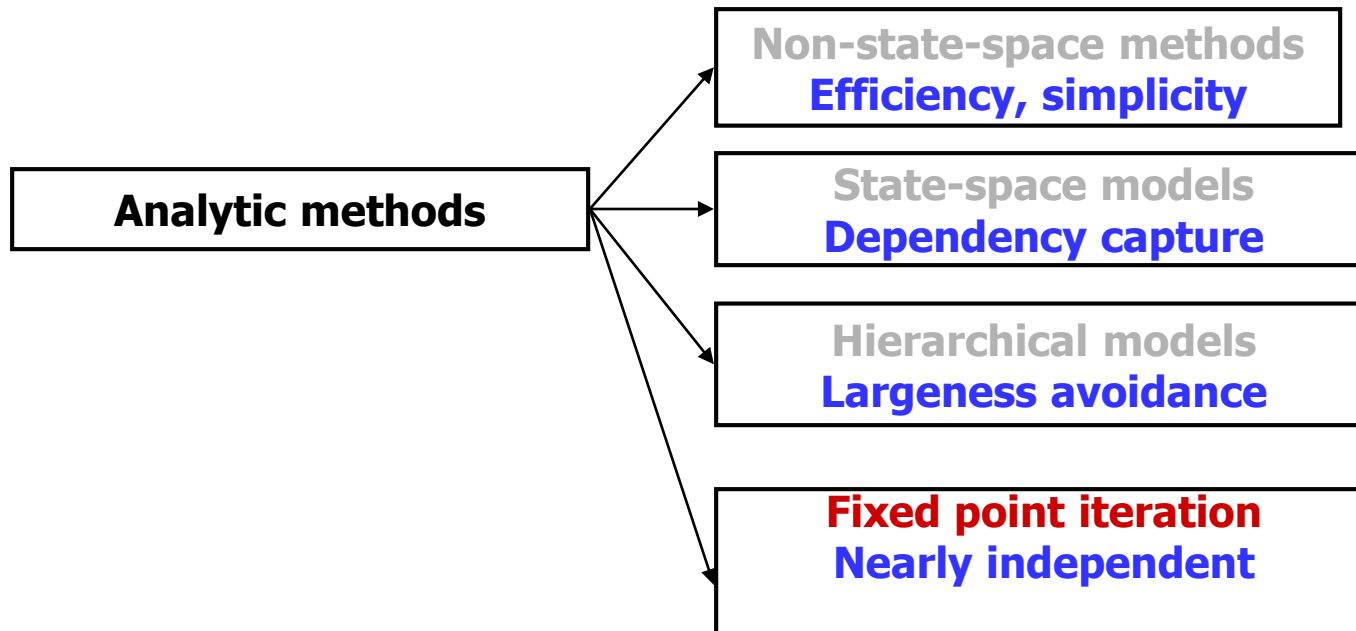 Non-state-space methods
Efficiency, simplicity
Analytic methods
State-space models
Dependency capture
Hierarchical models
Largeness avoidance
Fixed point iteration
Nearly independent